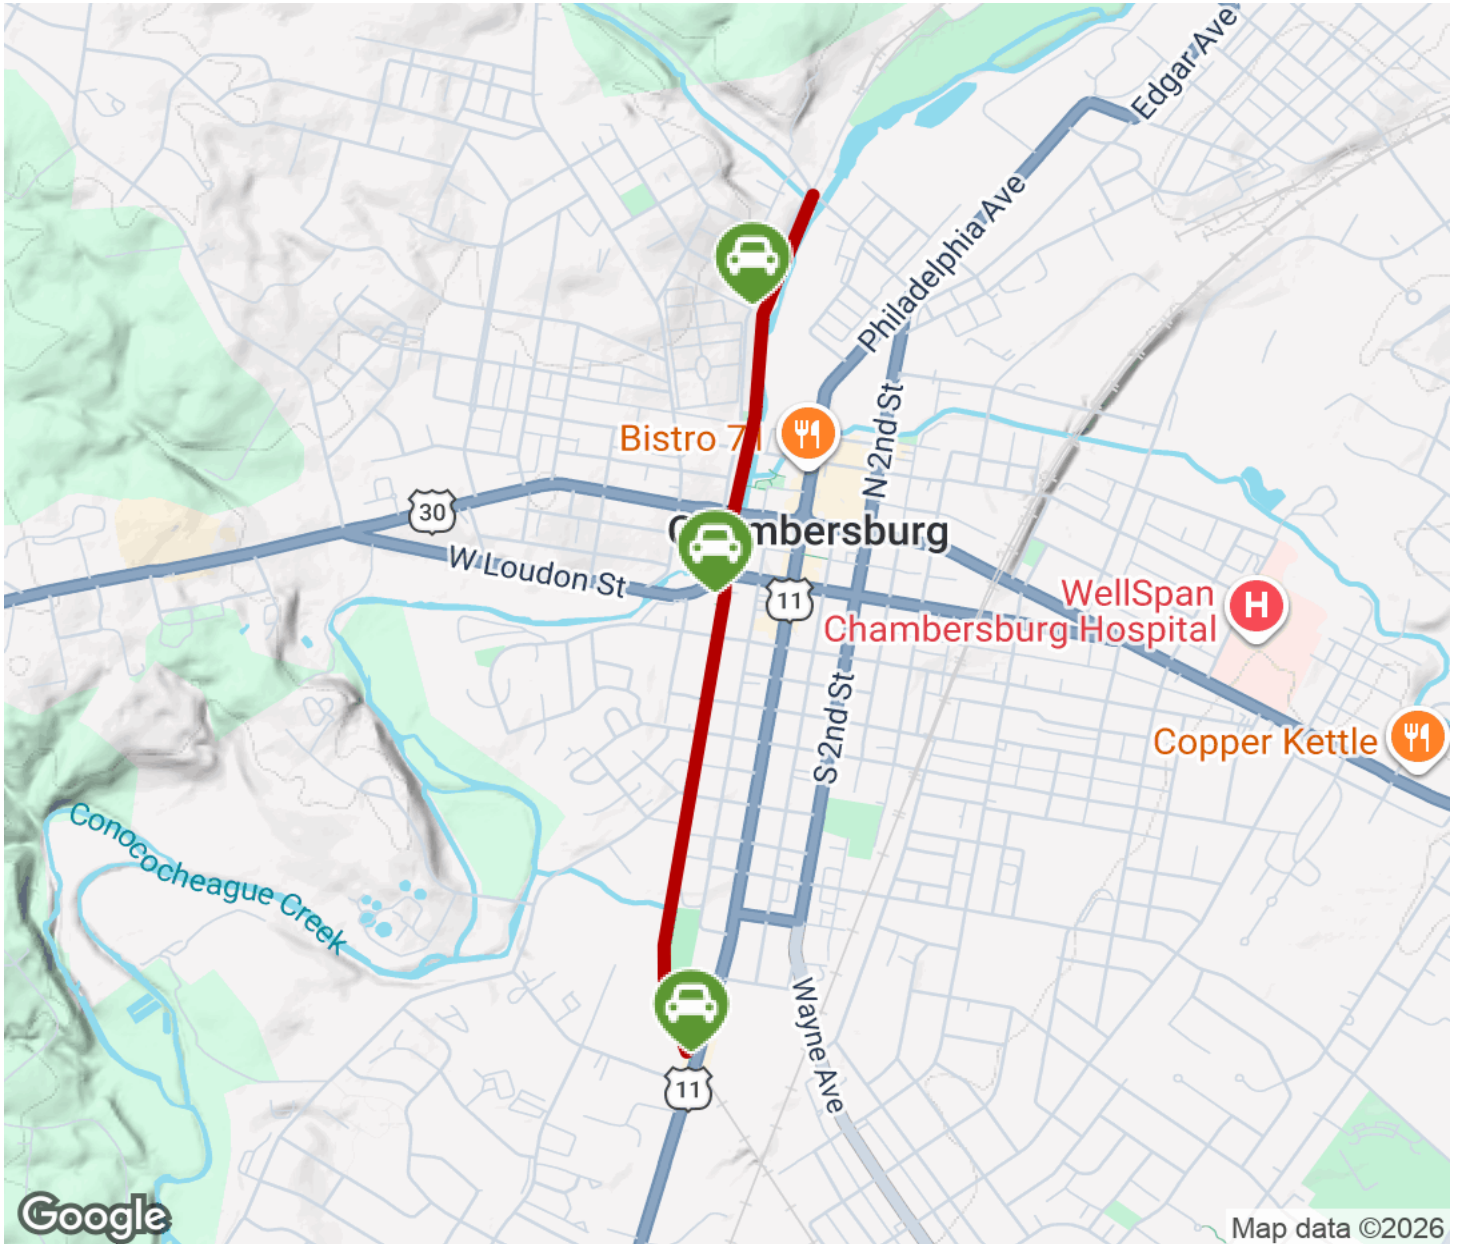 Edgar Ave
Philadelphia Ave
N 2nd St
Bistro 71
30
Chambersburg
W Loudon St
11
WellSpan
Chambersburg Hospital
H
S 2nd St
Copper Kettle
Conococheague Creek
Wayne Ave
11
Google
Map data ©2026